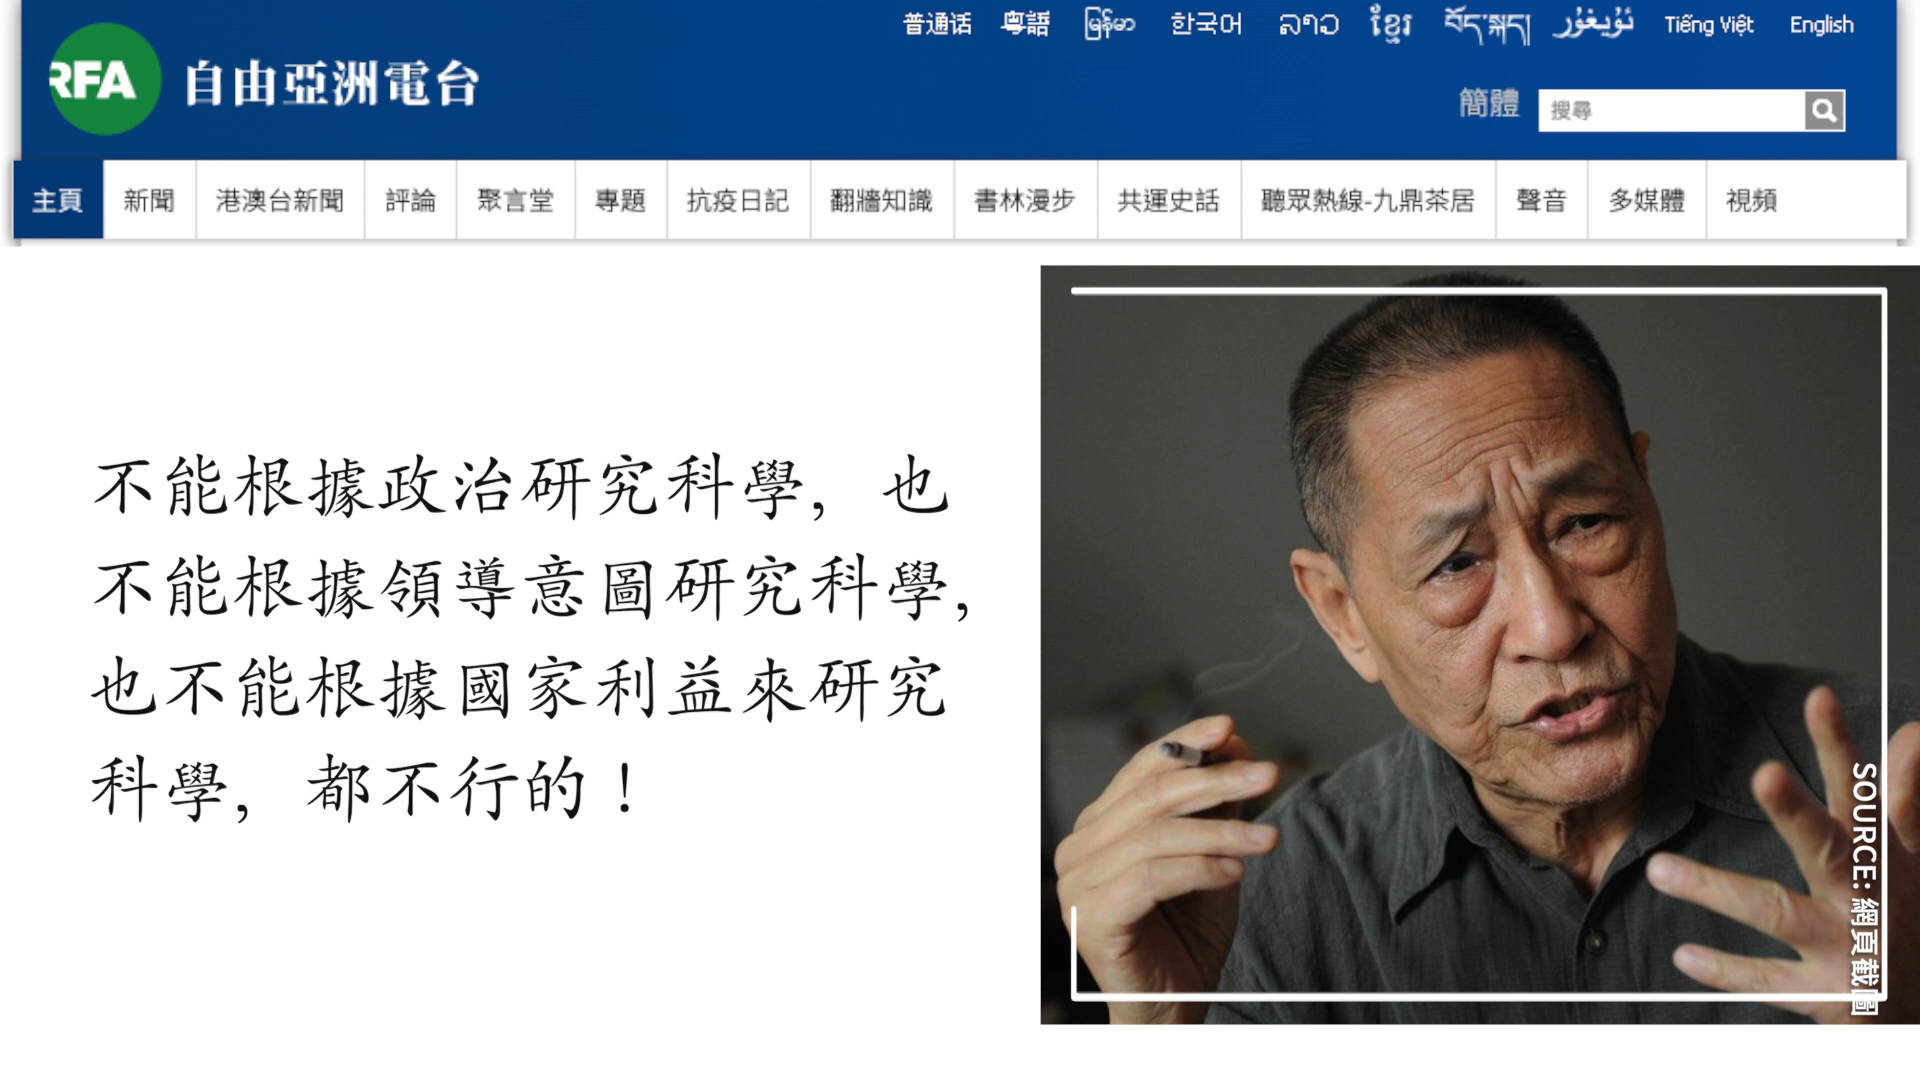 普通话 粵語 မြန်မာ 한국어 ລາວ ខ្មែរ བོད་སྐད། ئۇيغۇر Tiếng Việt English
RFA 自由亞洲電台
簡體 搜尋
主頁 新聞 港澳台新聞 評論 聚言堂 專題 抗疫日記 翻牆知識 書林漫步 共運史話 聽眾熱線-九鼎茶居 聲音 多媒體 視頻
不能根據政治研究科學，也
不能根據領導意圖研究科學，
也不能根據國家利益來研究
科學，都不行的！
SOURCE: 網頁截圖